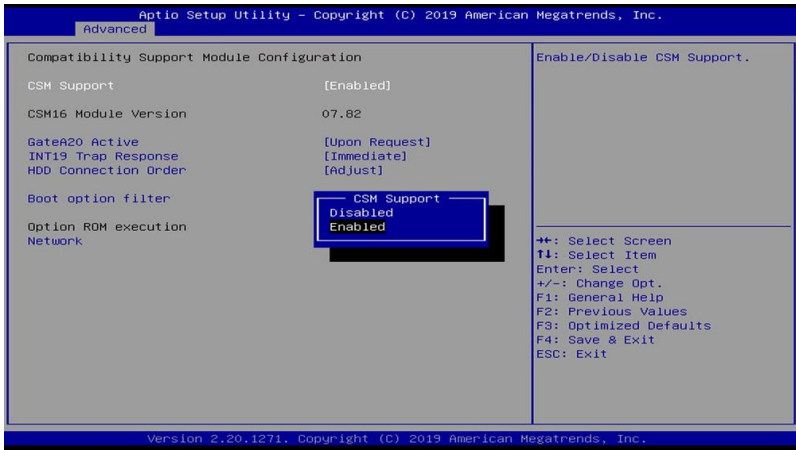 Aptio Setup Utility – Copyright (C) 2019 American Megatrends, Inc.
Advanced
Compatibility Support Module Configuration
CSM Support [Enabled]
CSM16 Module Version 07.82
GateA20 Active [Upon Request]
INT19 Trap Response [Immediate]
HDD Connection Order [Adjust]
Boot option filter
Option ROM execution
Network
CSM Support
Disabled
Enabled
Enable/Disable CSM Support.
→←: Select Screen
↑↓: Select Item
Enter: Select
+/-: Change Opt.
F1: General Help
F2: Previous Values
F3: Optimized Defaults
F4: Save & Exit
ESC: Exit
Version 2.20.1271. Copyright (C) 2019 American Megatrends, Inc.